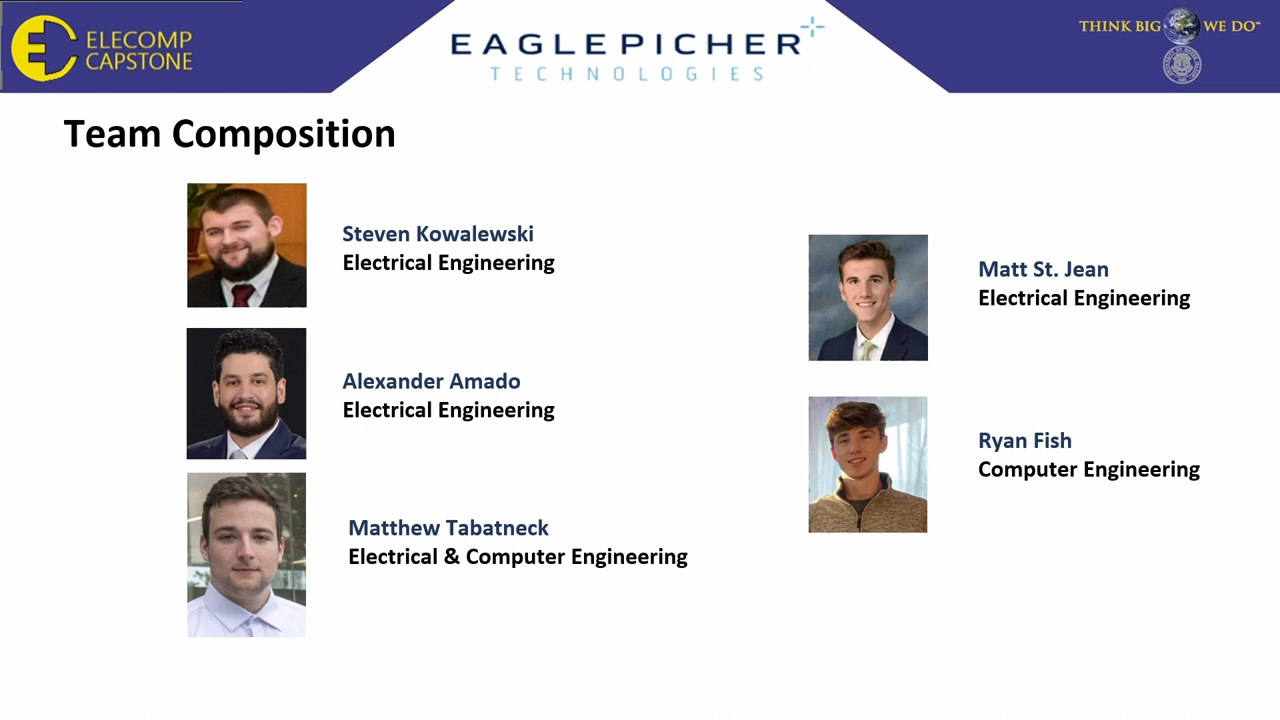 ELECOMP
CAPSTONE
EAGLEPICHER
TECHNOLOGIES
THINK BIG WE DO™
Team Composition
Steven Kowalewski
Electrical Engineering
Alexander Amado
Electrical Engineering
Matthew Tabatneck
Electrical & Computer Engineering
Matt St. Jean
Electrical Engineering
Ryan Fish
Computer Engineering